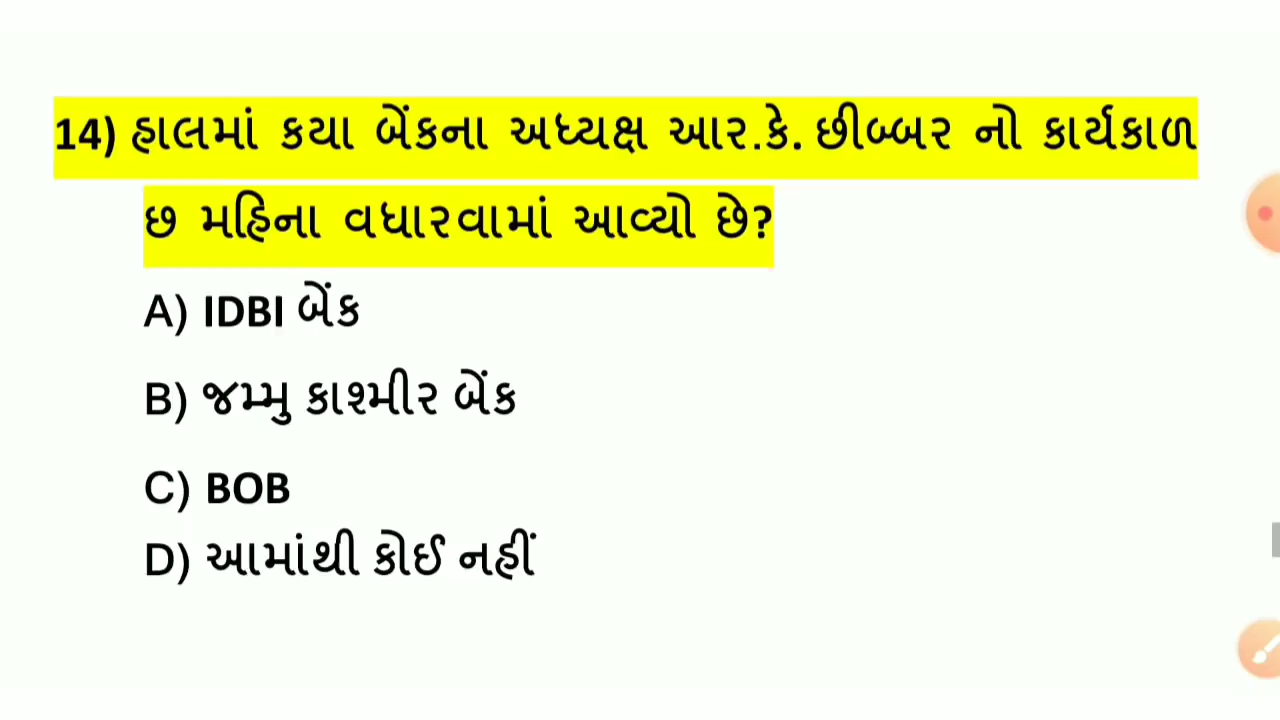 14) હાલમાં કયા બેંકના અધ્યક્ષ આર.કે. છીબ્બર નો કાર્યકાળ
છ મહિના વધારવામાં આવ્યો છે?
A) IDBI બેંક
B) જમ્મુ કાશ્મીર બેંક
C) BOB
D) આમાંથી કોઈ નહીં